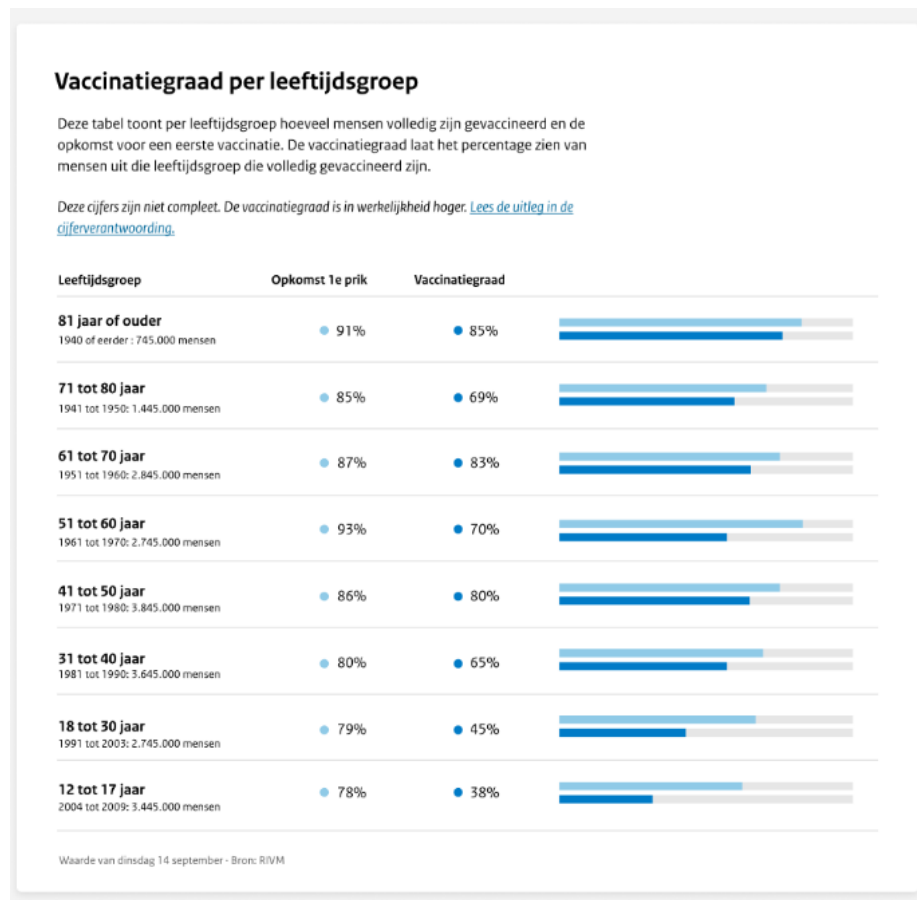 Vaccinatiegraad per leeftijdsgroep
Deze tabel toont per leeftijdsgroep hoeveel mensen volledig zijn gevaccineerd en de
opkomst voor een eerste vaccinatie. De vaccinatiegraad laat het percentage zien van
mensen uit die leeftijdsgroep die volledig gevaccineerd zijn.
Deze cijfers zijn niet compleet. De vaccinatiegraad is in werkelijkheid hoger. Lees de uitleg in de
cijferverantwoording.
Leeftijdsgroep Opkomst 1e prik Vaccinatiegraad
81 jaar of ouder
1940 of eerder : 745.000 mensen
91% 85%
71 tot 80 jaar
1941 tot 1950: 1.445.000 mensen
85% 69%
61 tot 70 jaar
1951 tot 1960: 2.845.000 mensen
87% 83%
51 tot 60 jaar
1961 tot 1970: 2.745.000 mensen
93% 70%
41 tot 50 jaar
1971 tot 1980: 3.845.000 mensen
86% 80%
31 tot 40 jaar
1981 tot 1990: 3.645.000 mensen
80% 65%
18 tot 30 jaar
1991 tot 2003: 2.745.000 mensen
79% 45%
12 tot 17 jaar
2004 tot 2009: 3.445.000 mensen
78% 38%
Waarde van dinsdag 14 september - Bron: RIVM